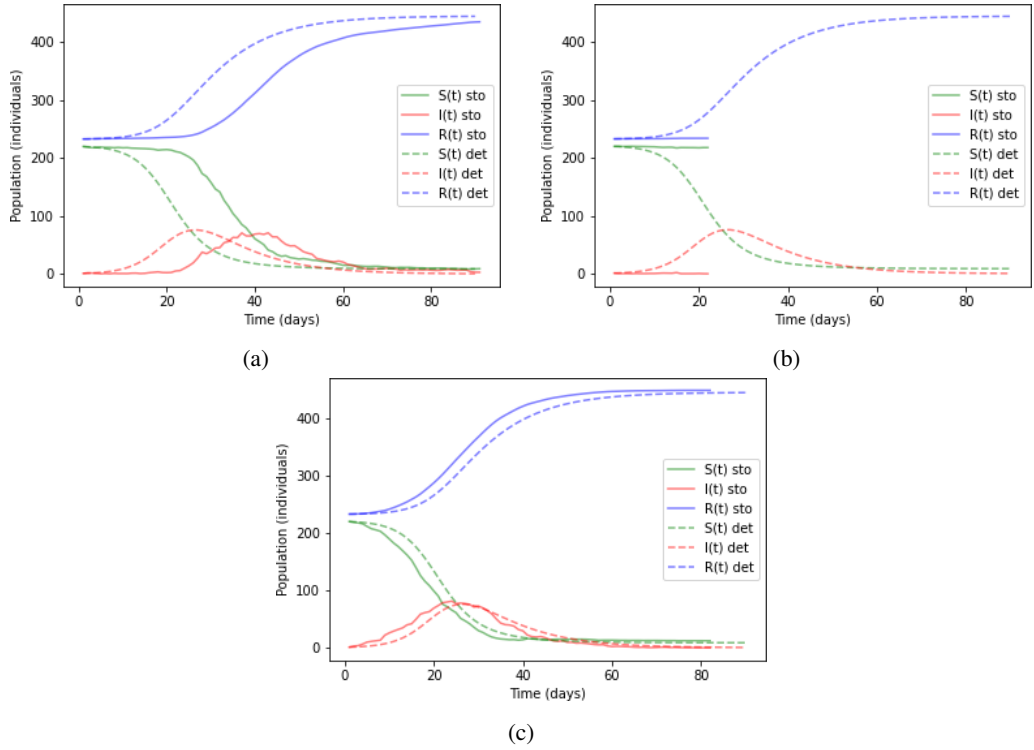 Population (individuals)
400
300
200
100
0
S(t) sto
I(t) sto
R(t) sto
S(t) det
I(t) det
R(t) det
0 20 40 60 80
Time (days)
(a)
Population (individuals)
400
300
200
100
0
S(t) sto
I(t) sto
R(t) sto
S(t) det
I(t) det
R(t) det
0 20 40 60 80
Time (days)
(b)
Population (individuals)
400
300
200
100
0
S(t) sto
I(t) sto
R(t) sto
S(t) det
I(t) det
R(t) det
0 20 40 60 80
Time (days)
(c)